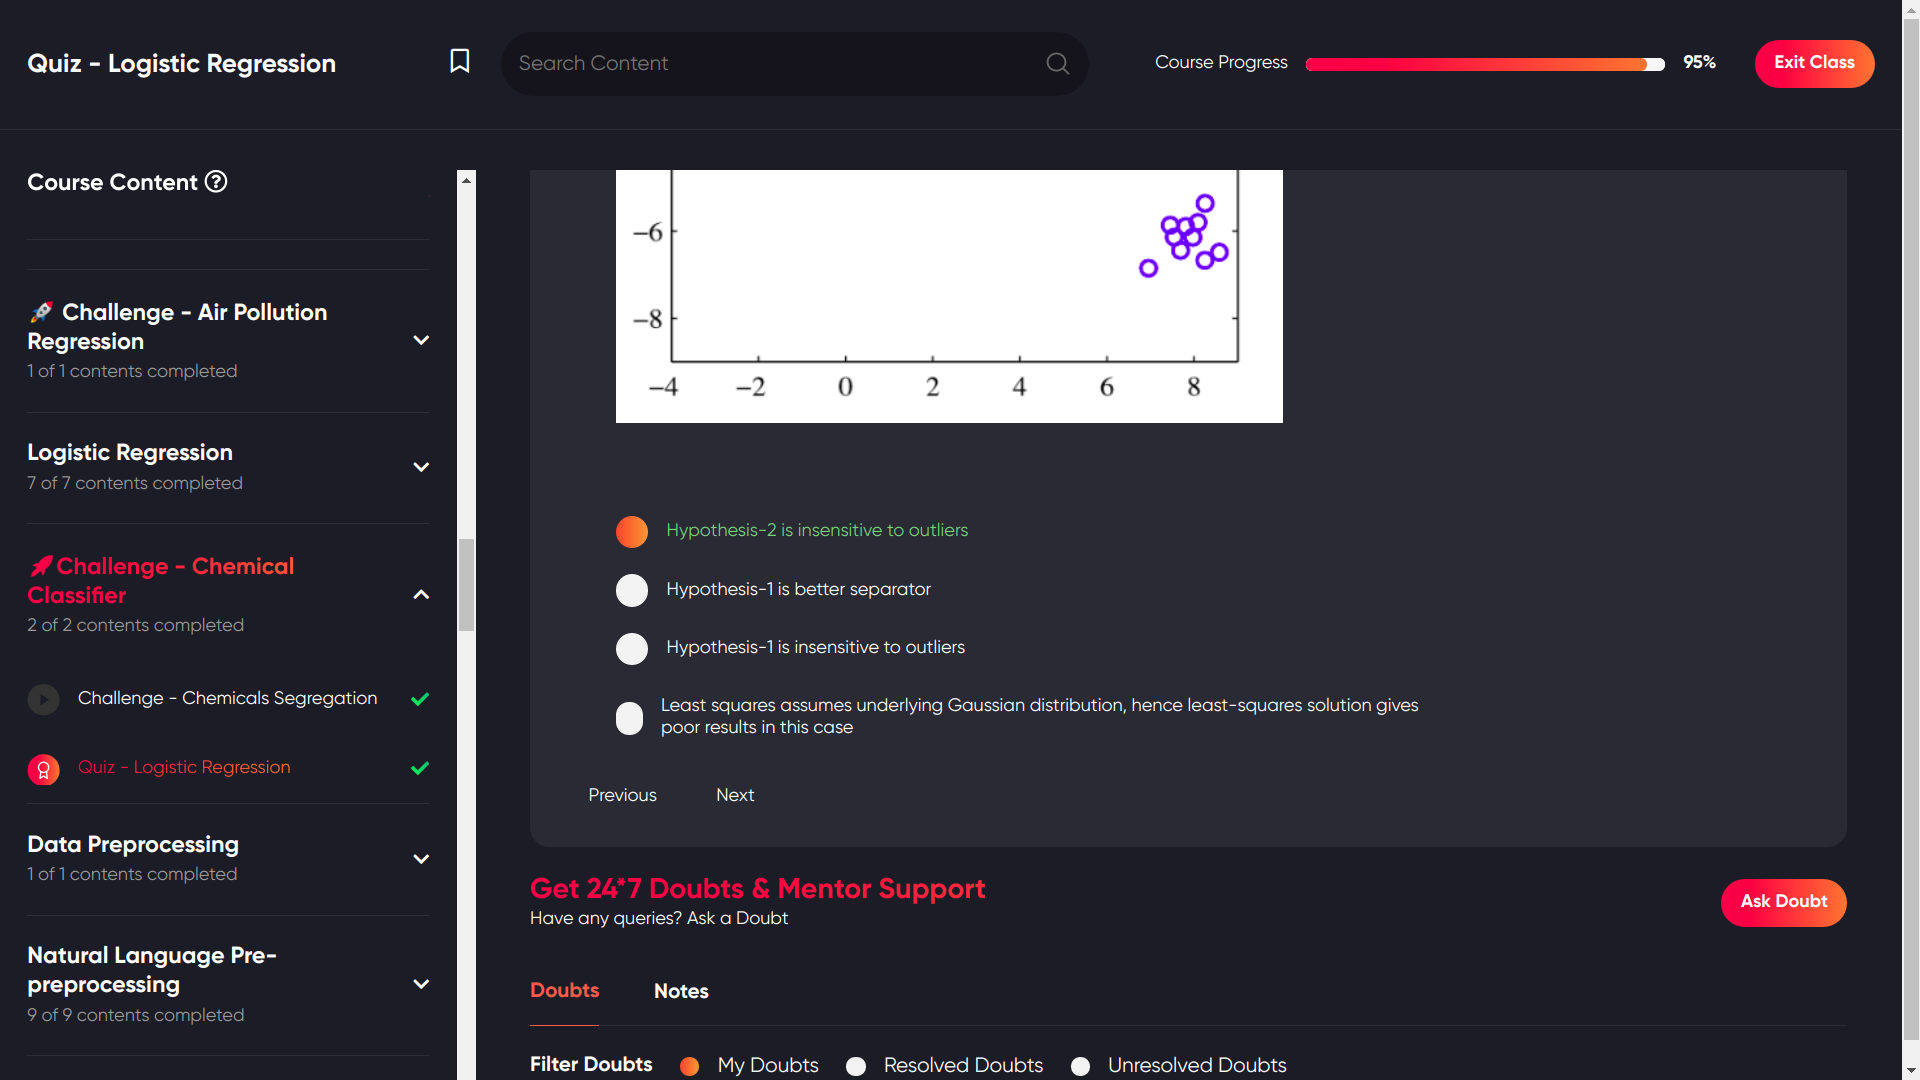 Quiz - Logistic Regression
Search Content
Course Progress
95%
Exit Class
Course Content
Challenge - Air Pollution
Regression
1 of 1 contents completed
Logistic Regression
7 of 7 contents completed
Challenge - Chemical
Classifier
2 of 2 contents completed
Challenge - Chemicals Segregation
Quiz - Logistic Regression
Data Preprocessing
1 of 1 contents completed
Natural Language Pre-
preprocessing
9 of 9 contents completed
−6
−8
−4 −2 0 2 4 6 8
Hypothesis-2 is insensitive to outliers
Hypothesis-1 is better separator
Hypothesis-1 is insensitive to outliers
Least squares assumes underlying Gaussian distribution, hence least-squares solution gives
poor results in this case
Previous Next
Get 24*7 Doubts & Mentor Support
Have any queries? Ask a Doubt
Ask Doubt
Doubts Notes
Filter Doubts My Doubts Resolved Doubts Unresolved Doubts